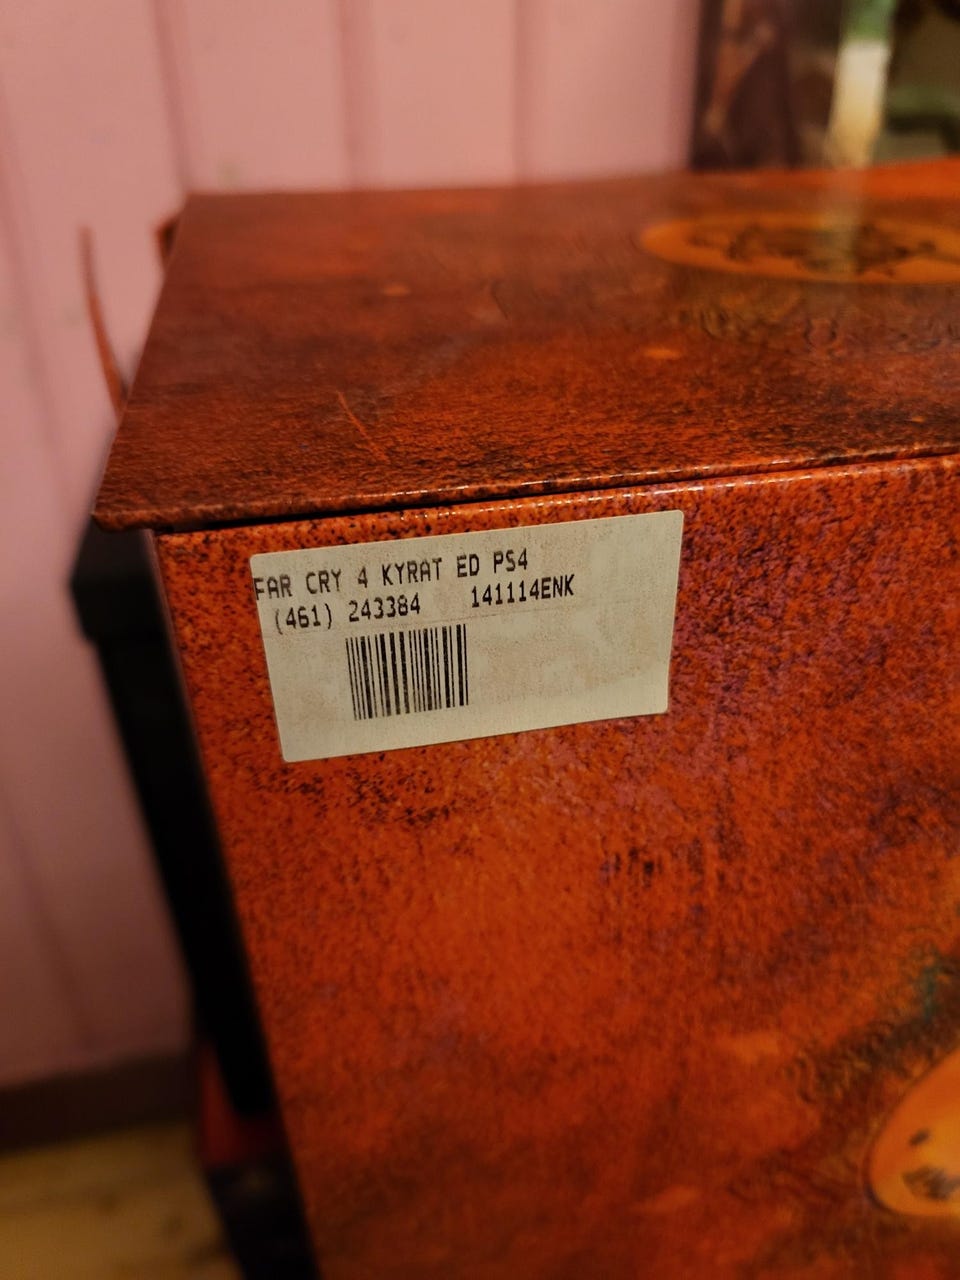 FAR CRY 4 KYRAT ED PS4
(461) 243384 141114ENK